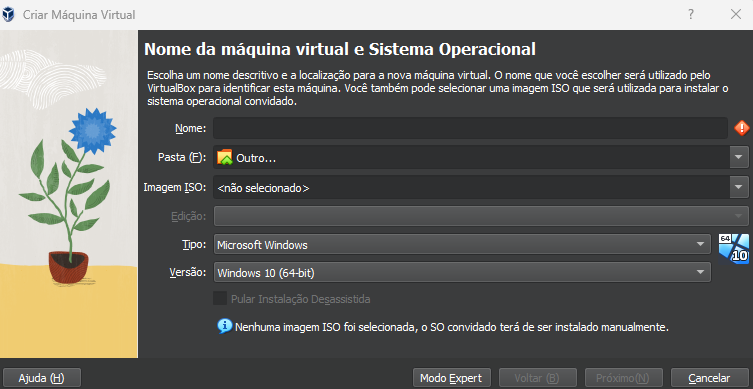 Criar Máquina Virtual
Nome da máquina virtual e Sistema Operacional
Escolha um nome descritivo e a localização para a nova máquina virtual. O nome que você escolher será utilizado pelo
VirtualBox para identificar esta máquina. Você também pode selecionar uma imagem ISO que será utilizada para instalar o
sistema operacional convidado.
Nome:
Pasta (F): Outro...
Imagem ISO: <não selecionado>
Edição:
Tipo: Microsoft Windows
64
10
Versão: Windows 10 (64-bit)
Pular Instalação Desassistida
Nenhuma imagem ISO foi selecionada, o SO convidado terá de ser instalado manualmente.
Ajuda (H) Modo Expert Voltar (B) Próximo(N) Cancelar